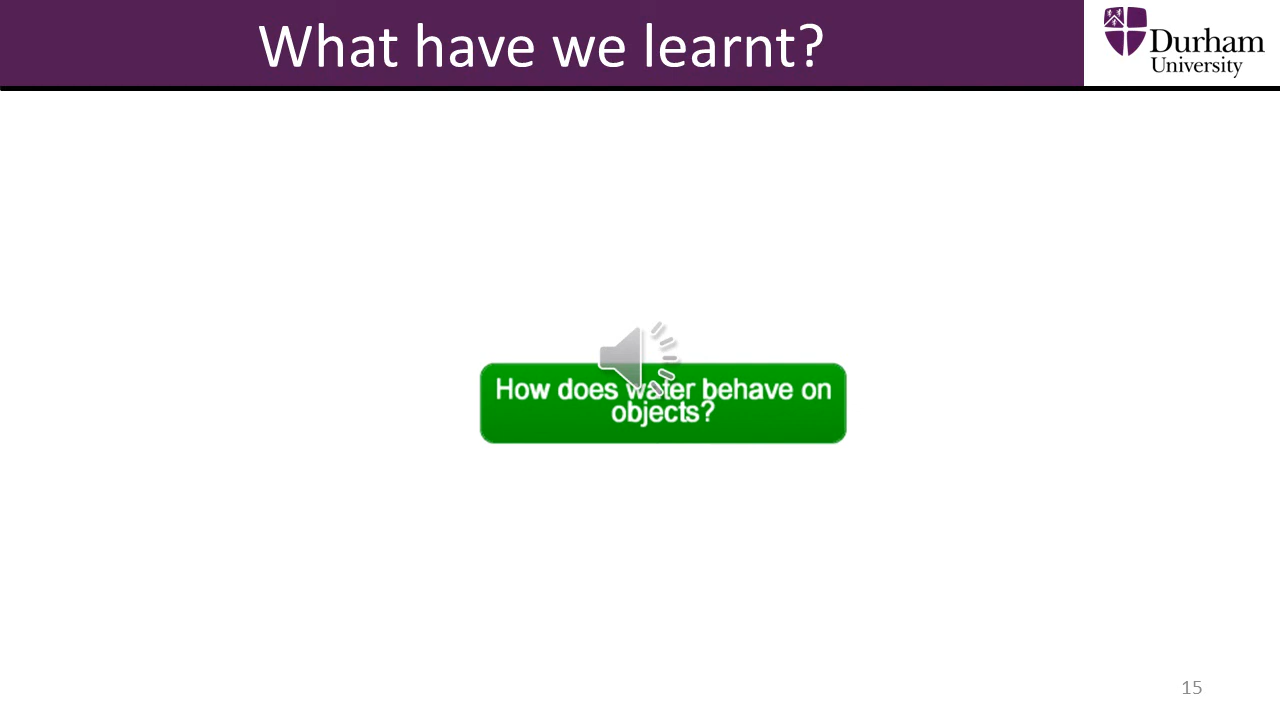 What have we learnt?
Durham
University
How does water behave on
objects?
15